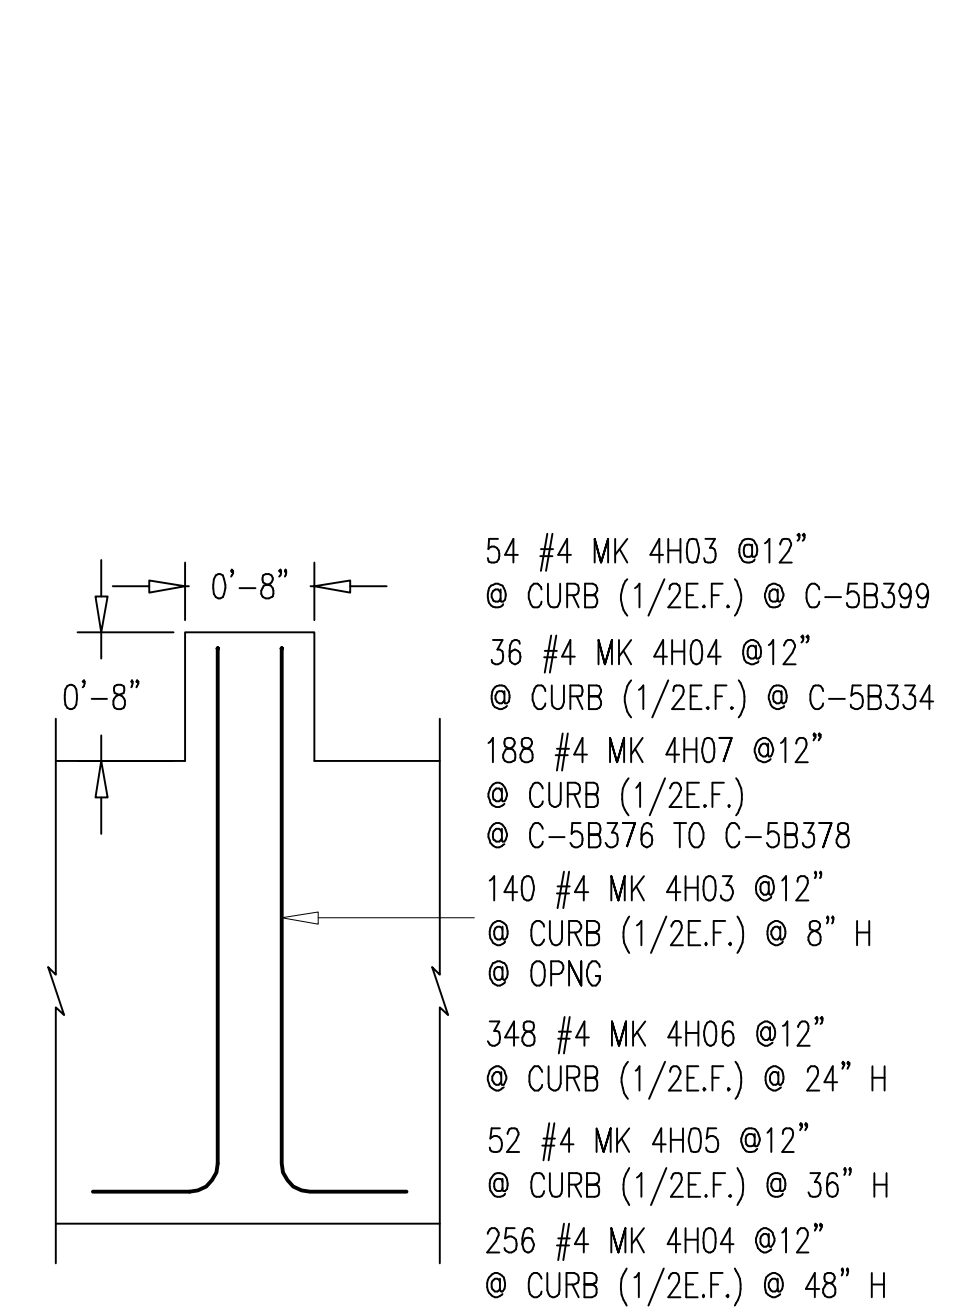 54 #4 MK 4H03 @12"
@ CURB (1/2E.F.) @ C-5B399
0'-8"
36 #4 MK 4H04 @12"
@ CURB (1/2E.F.) @ C-5B334
0'-8"
188 #4 MK 4H07 @12"
@ CURB (1/2E.F.)
@ C-5B376 TO C-5B378
140 #4 MK 4H03 @12"
@ CURB (1/2E.F.) @ 8" H
@ OPNG
348 #4 MK 4H06 @12"
@ CURB (1/2E.F.) @ 24" H
52 #4 MK 4H05 @12"
@ CURB (1/2E.F.) @ 36" H
256 #4 MK 4H04 @12"
@ CURB (1/2E.F.) @ 48" H